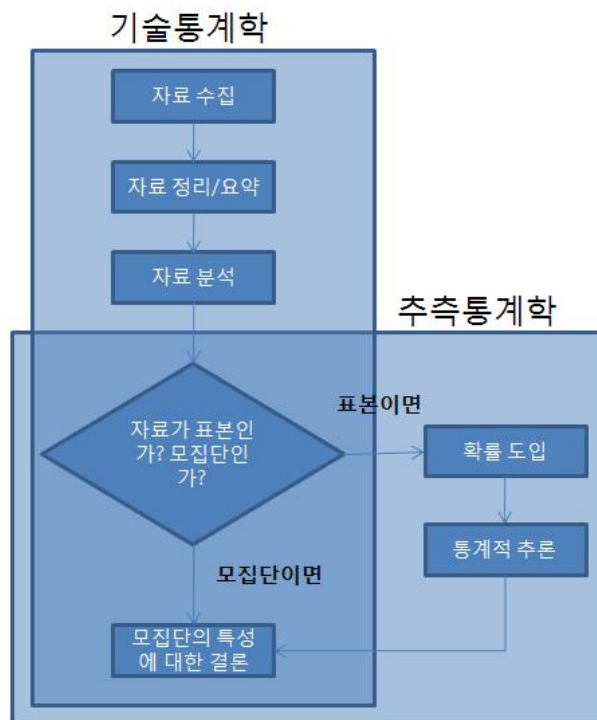 기술통계학
자료 수집
자료 정리/요약
자료 분석
추측통계학
표본이면
자료가 표본인
가? 모집단인
가?
확률 도입
통계적 추론
모집단이면
모집단의 특성
에 대한 결론